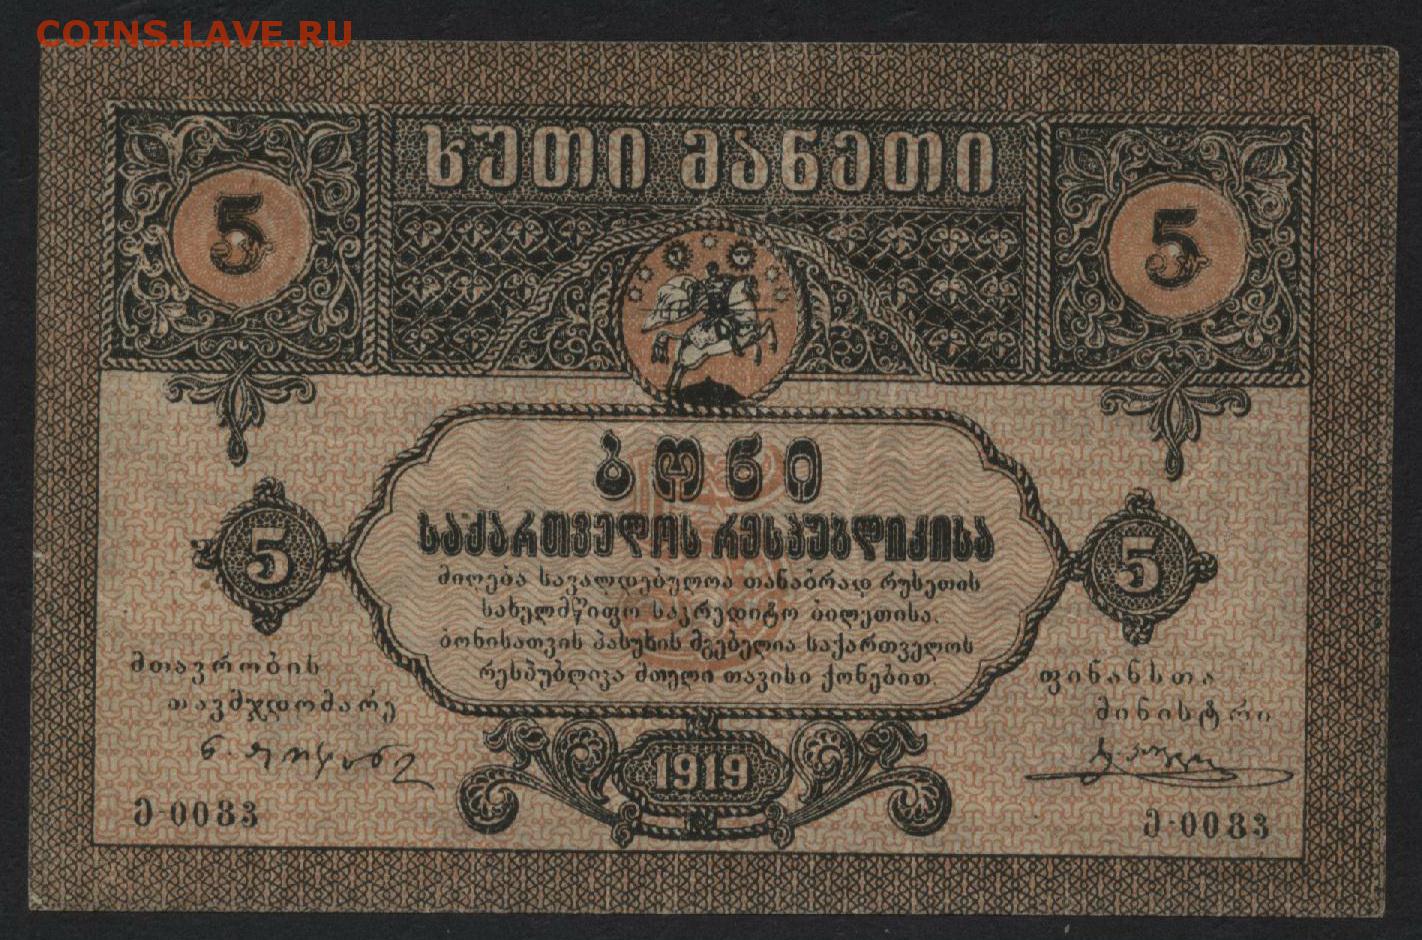 COINS.LAVE.RU
ხუთი მანეთი
5 5
ბონი
საქართველოს რესპუბლიკისა
5 5
მიღება სავალდებულოა თანაბრად რუსეთის
სახელმწიფო საკრედიტო ბილეთისა.
ბონისათვის პასუხის მგებელია საქართველოს
რესპუბლიკა მთელი თავისი ქონებით.
მთავრობის
თავმჯდომარე
ფინანსთა
მინისტრი
1919
მ-0083 მ-0083